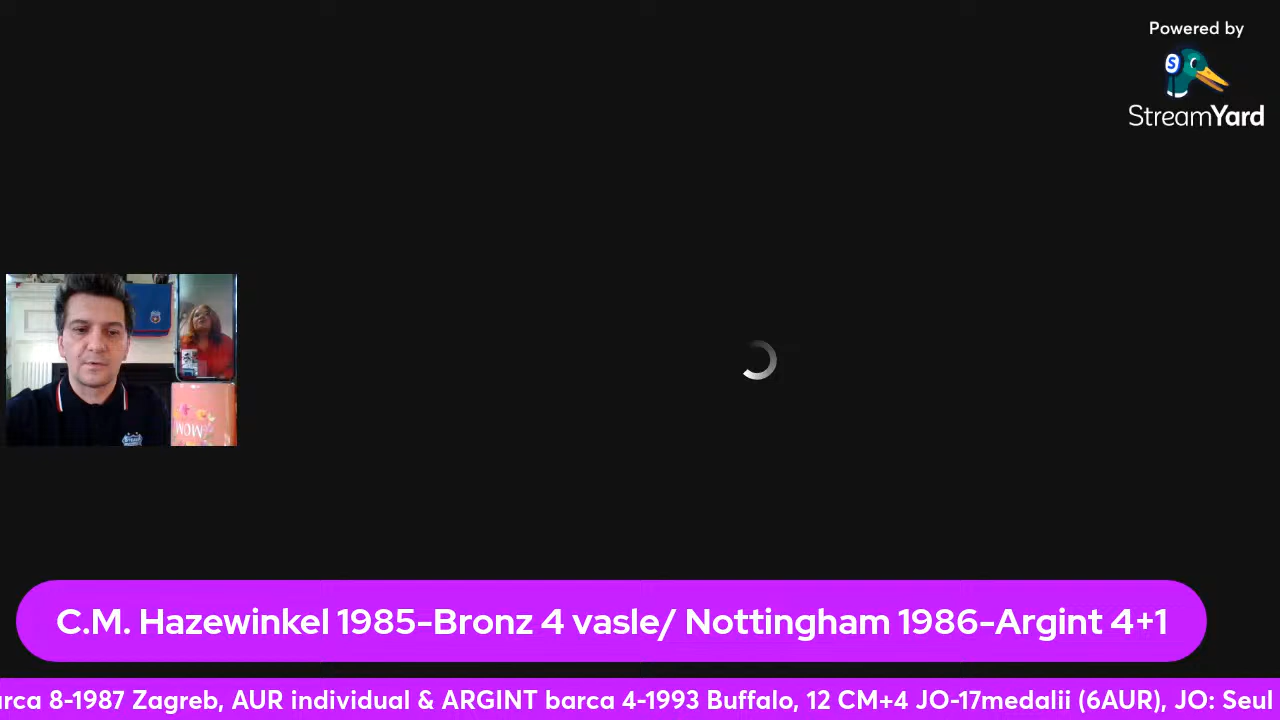 Powered by
StreamYard
S
MOM
C.M. Hazewinkel 1985-Bronz 4 vasle/ Nottingham 1986-Argint 4+1
arca 8-1987 Zagreb, AUR individual & ARGINT barca 4-1993 Buffalo, 12 CM+4 JO-17medalii (6AUR), JO: Seul